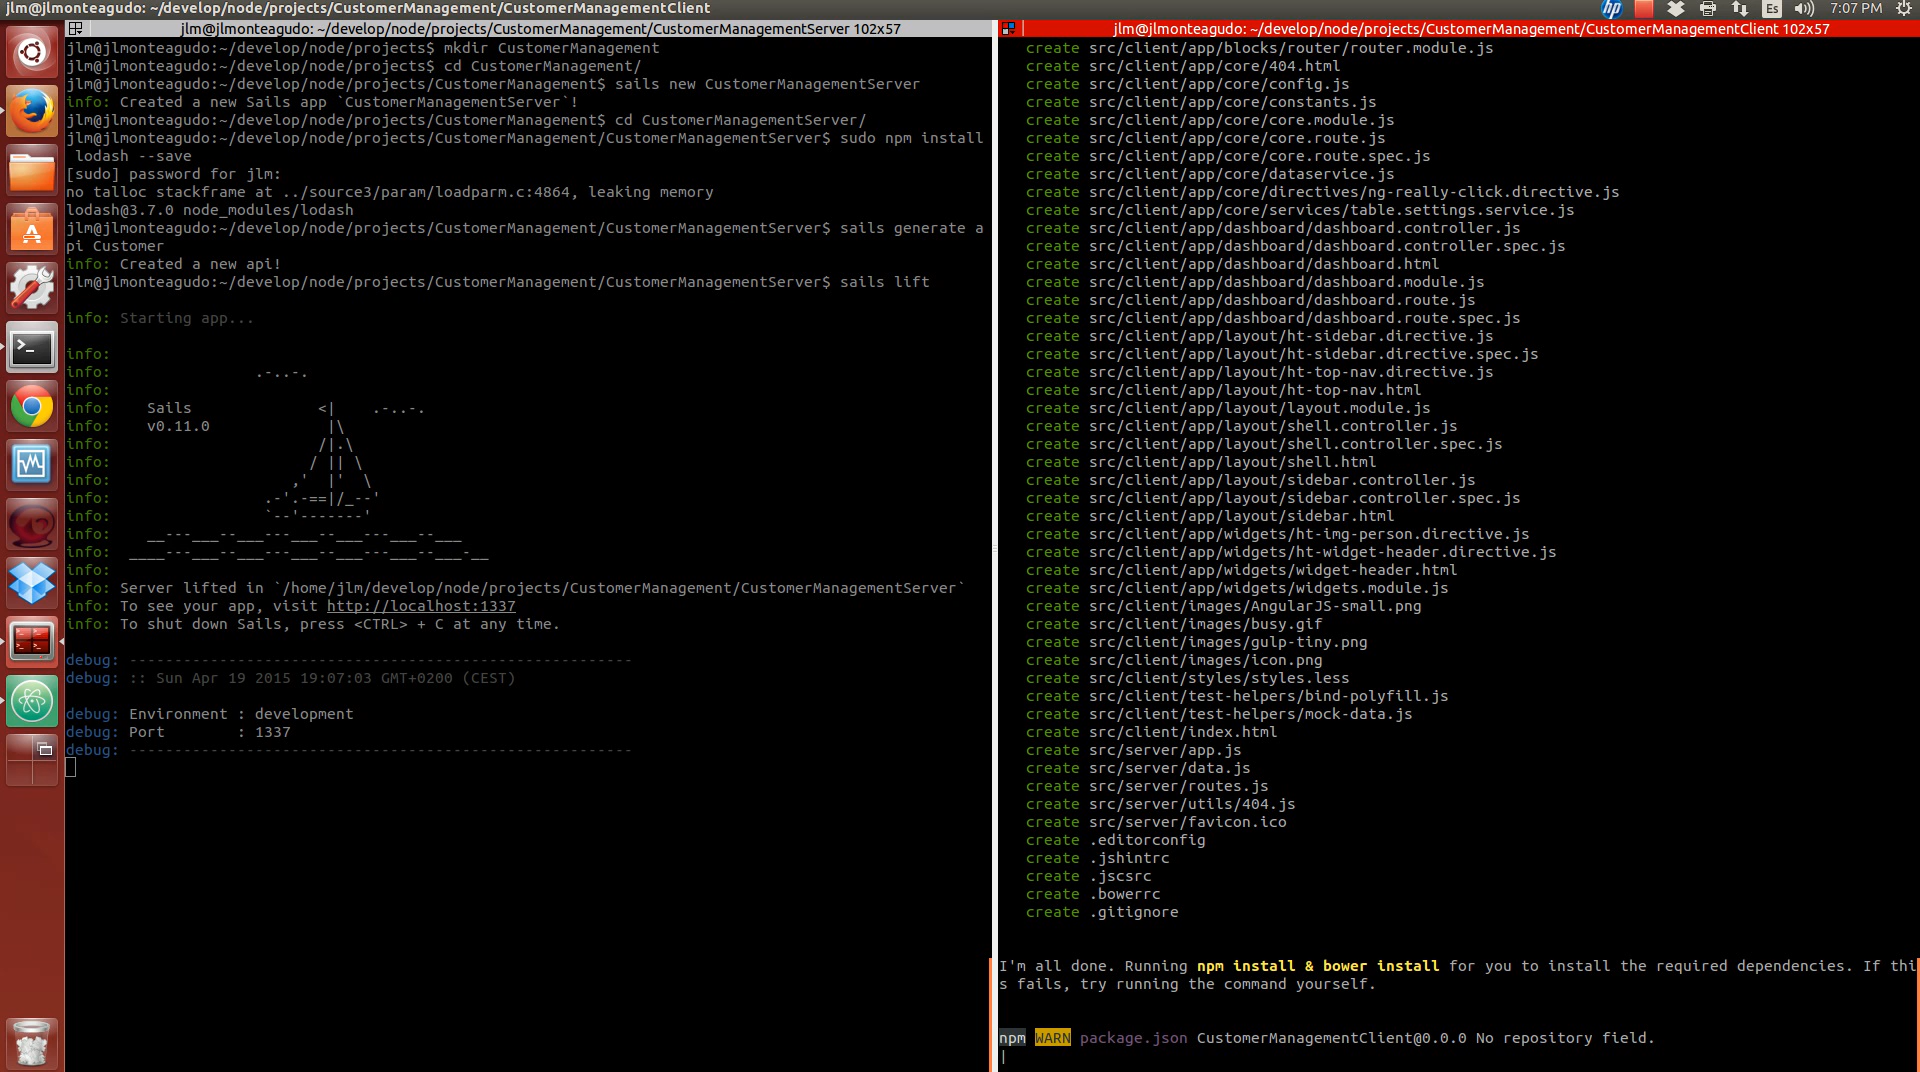 jlm@jlmonteagudo: ~/develop/node/projects/CustomerManagement/CustomerManagementClient
hp Es 7:07 PM
jlm@jlmonteagudo: ~/develop/node/projects/CustomerManagement/CustomerManagementServer 102x57
jlm@jlmonteagudo:~/develop/node/projects$ mkdir CustomerManagement
jlm@jlmonteagudo:~/develop/node/projects$ cd CustomerManagement/
jlm@jlmonteagudo:~/develop/node/projects/CustomerManagement$ sails new CustomerManagementServer
info: Created a new Sails app `CustomerManagementServer`!
jlm@jlmonteagudo:~/develop/node/projects/CustomerManagement$ cd CustomerManagementServer/
jlm@jlmonteagudo:~/develop/node/projects/CustomerManagement/CustomerManagementServer$ sudo npm install
 lodash --save
[sudo] password for jlm:
no talloc stackframe at ../source3/param/loadparm.c:4864, leaking memory
lodash@3.7.0 node_modules/lodash
jlm@jlmonteagudo:~/develop/node/projects/CustomerManagement/CustomerManagementServer$ sails generate a
pi Customer
info: Created a new api!
jlm@jlmonteagudo:~/develop/node/projects/CustomerManagement/CustomerManagementServer$ sails lift
info: Starting app...
info:
info:                 .-..-.
info:
info:    Sails              <|    .-..-.
info:    v0.11.0             |\
info:                       /|.\
info:                      / || \
info:                    ,'  |'  \
info:                 .-'.-==|/_--'
info:                 `--'-------'
info:    __---___--___---___--___---___--___
info:  ____---___--___---___--___---___--___-__
info:
info: Server lifted in `/home/jlm/develop/node/projects/CustomerManagement/CustomerManagementServer`
info: To see your app, visit http://localhost:1337
info: To shut down Sails, press <CTRL> + C at any time.
debug: --------------------------------------------------------
debug: :: Sun Apr 19 2015 19:07:03 GMT+0200 (CEST)
debug: Environment : development
debug: Port        : 1337
debug: --------------------------------------------------------
jlm@jlmonteagudo: ~/develop/node/projects/CustomerManagement/CustomerManagementClient 102x57
create src/client/app/blocks/router/router.module.js
create src/client/app/core/404.html
create src/client/app/core/config.js
create src/client/app/core/constants.js
create src/client/app/core/core.module.js
create src/client/app/core/core.route.js
create src/client/app/core/core.route.spec.js
create src/client/app/core/dataservice.js
create src/client/app/core/directives/ng-really-click.directive.js
create src/client/app/core/services/table.settings.service.js
create src/client/app/dashboard/dashboard.controller.js
create src/client/app/dashboard/dashboard.controller.spec.js
create src/client/app/dashboard/dashboard.html
create src/client/app/dashboard/dashboard.module.js
create src/client/app/dashboard/dashboard.route.js
create src/client/app/dashboard/dashboard.route.spec.js
create src/client/app/layout/ht-sidebar.directive.js
create src/client/app/layout/ht-sidebar.directive.spec.js
create src/client/app/layout/ht-top-nav.directive.js
create src/client/app/layout/ht-top-nav.html
create src/client/app/layout/layout.module.js
create src/client/app/layout/shell.controller.js
create src/client/app/layout/shell.controller.spec.js
create src/client/app/layout/shell.html
create src/client/app/layout/sidebar.controller.js
create src/client/app/layout/sidebar.controller.spec.js
create src/client/app/layout/sidebar.html
create src/client/app/widgets/ht-img-person.directive.js
create src/client/app/widgets/ht-widget-header.directive.js
create src/client/app/widgets/widget-header.html
create src/client/app/widgets/widgets.module.js
create src/client/images/AngularJS-small.png
create src/client/images/busy.gif
create src/client/images/gulp-tiny.png
create src/client/images/icon.png
create src/client/styles/styles.less
create src/client/test-helpers/bind-polyfill.js
create src/client/test-helpers/mock-data.js
create src/client/index.html
create src/server/app.js
create src/server/data.js
create src/server/routes.js
create src/server/utils/404.js
create src/server/favicon.ico
create .editorconfig
create .jshintrc
create .jscsrc
create .bowerrc
create .gitignore
I'm all done. Running npm install & bower install for you to install the required dependencies. If thi
s fails, try running the command yourself.
npm WARN package.json CustomerManagementClient@0.0.0 No repository field.
|